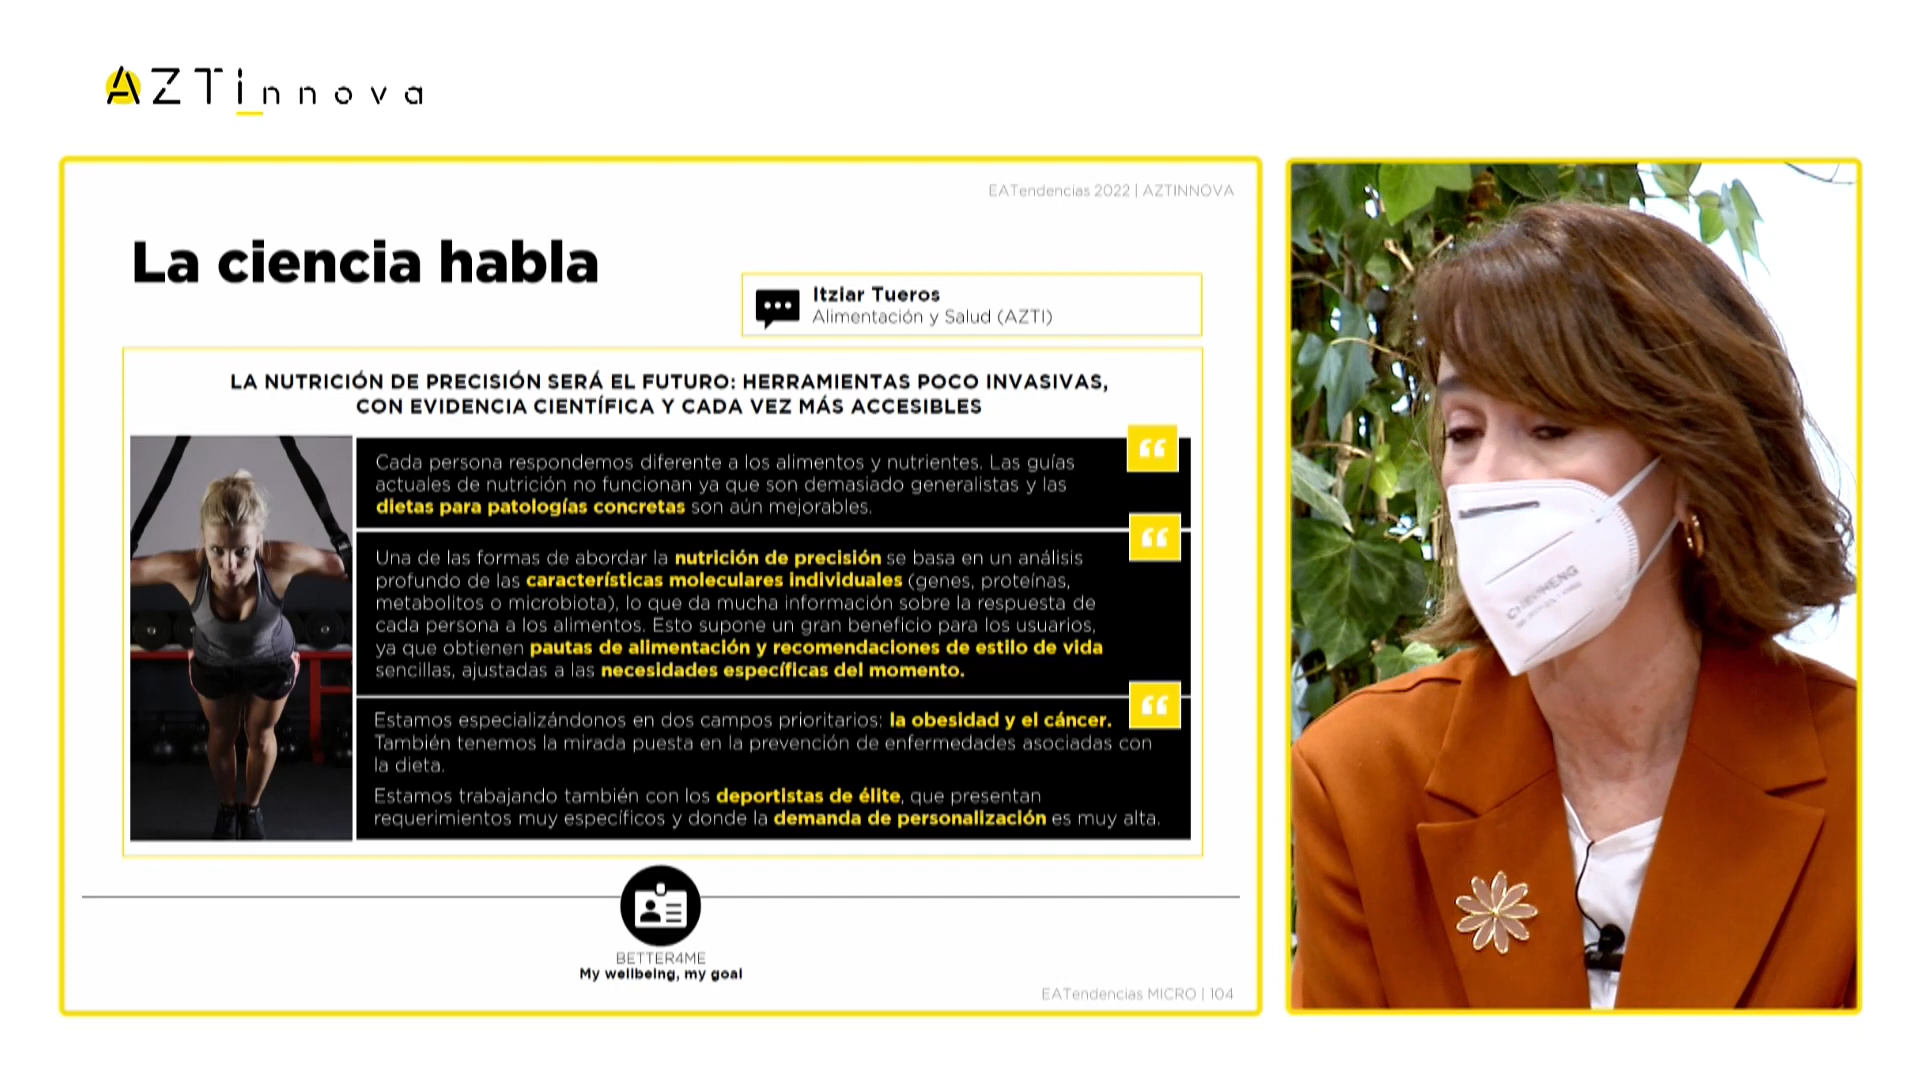 AZTInnova
EATendencias 2022 | AZTINNOVA
La ciencia habla
Itziar Tueros
Alimentación y Salud (AZTI)
LA NUTRICIÓN DE PRECISIÓN SERÁ EL FUTURO: HERRAMIENTAS POCO INVASIVAS,
CON EVIDENCIA CIENTÍFICA Y CADA VEZ MÁS ACCESIBLES
Cada persona respondemos diferente a los alimentos y nutrientes. Las guías
actuales de nutrición no funcionan ya que son demasiado generalistas y las
dietas para patologías concretas son aún mejorables.
Una de las formas de abordar la nutrición de precisión se basa en un análisis
profundo de las características moleculares individuales (genes, proteínas,
metabolitos o microbiota), lo que da mucha información sobre la respuesta de
cada persona a los alimentos. Esto supone un gran beneficio para los usuarios,
ya que obtienen pautas de alimentación y recomendaciones de estilo de vida
sencillas, ajustadas a las necesidades específicas del momento.
Estamos especializándonos en dos campos prioritarios: la obesidad y el cáncer.
También tenemos la mirada puesta en la prevención de enfermedades asociadas con
la dieta.
Estamos trabajando también con los deportistas de élite, que presentan
requerimientos muy específicos y donde la demanda de personalización es muy alta.
BETTER4ME
My wellbeing, my goal
EATendencias MICRO | 104